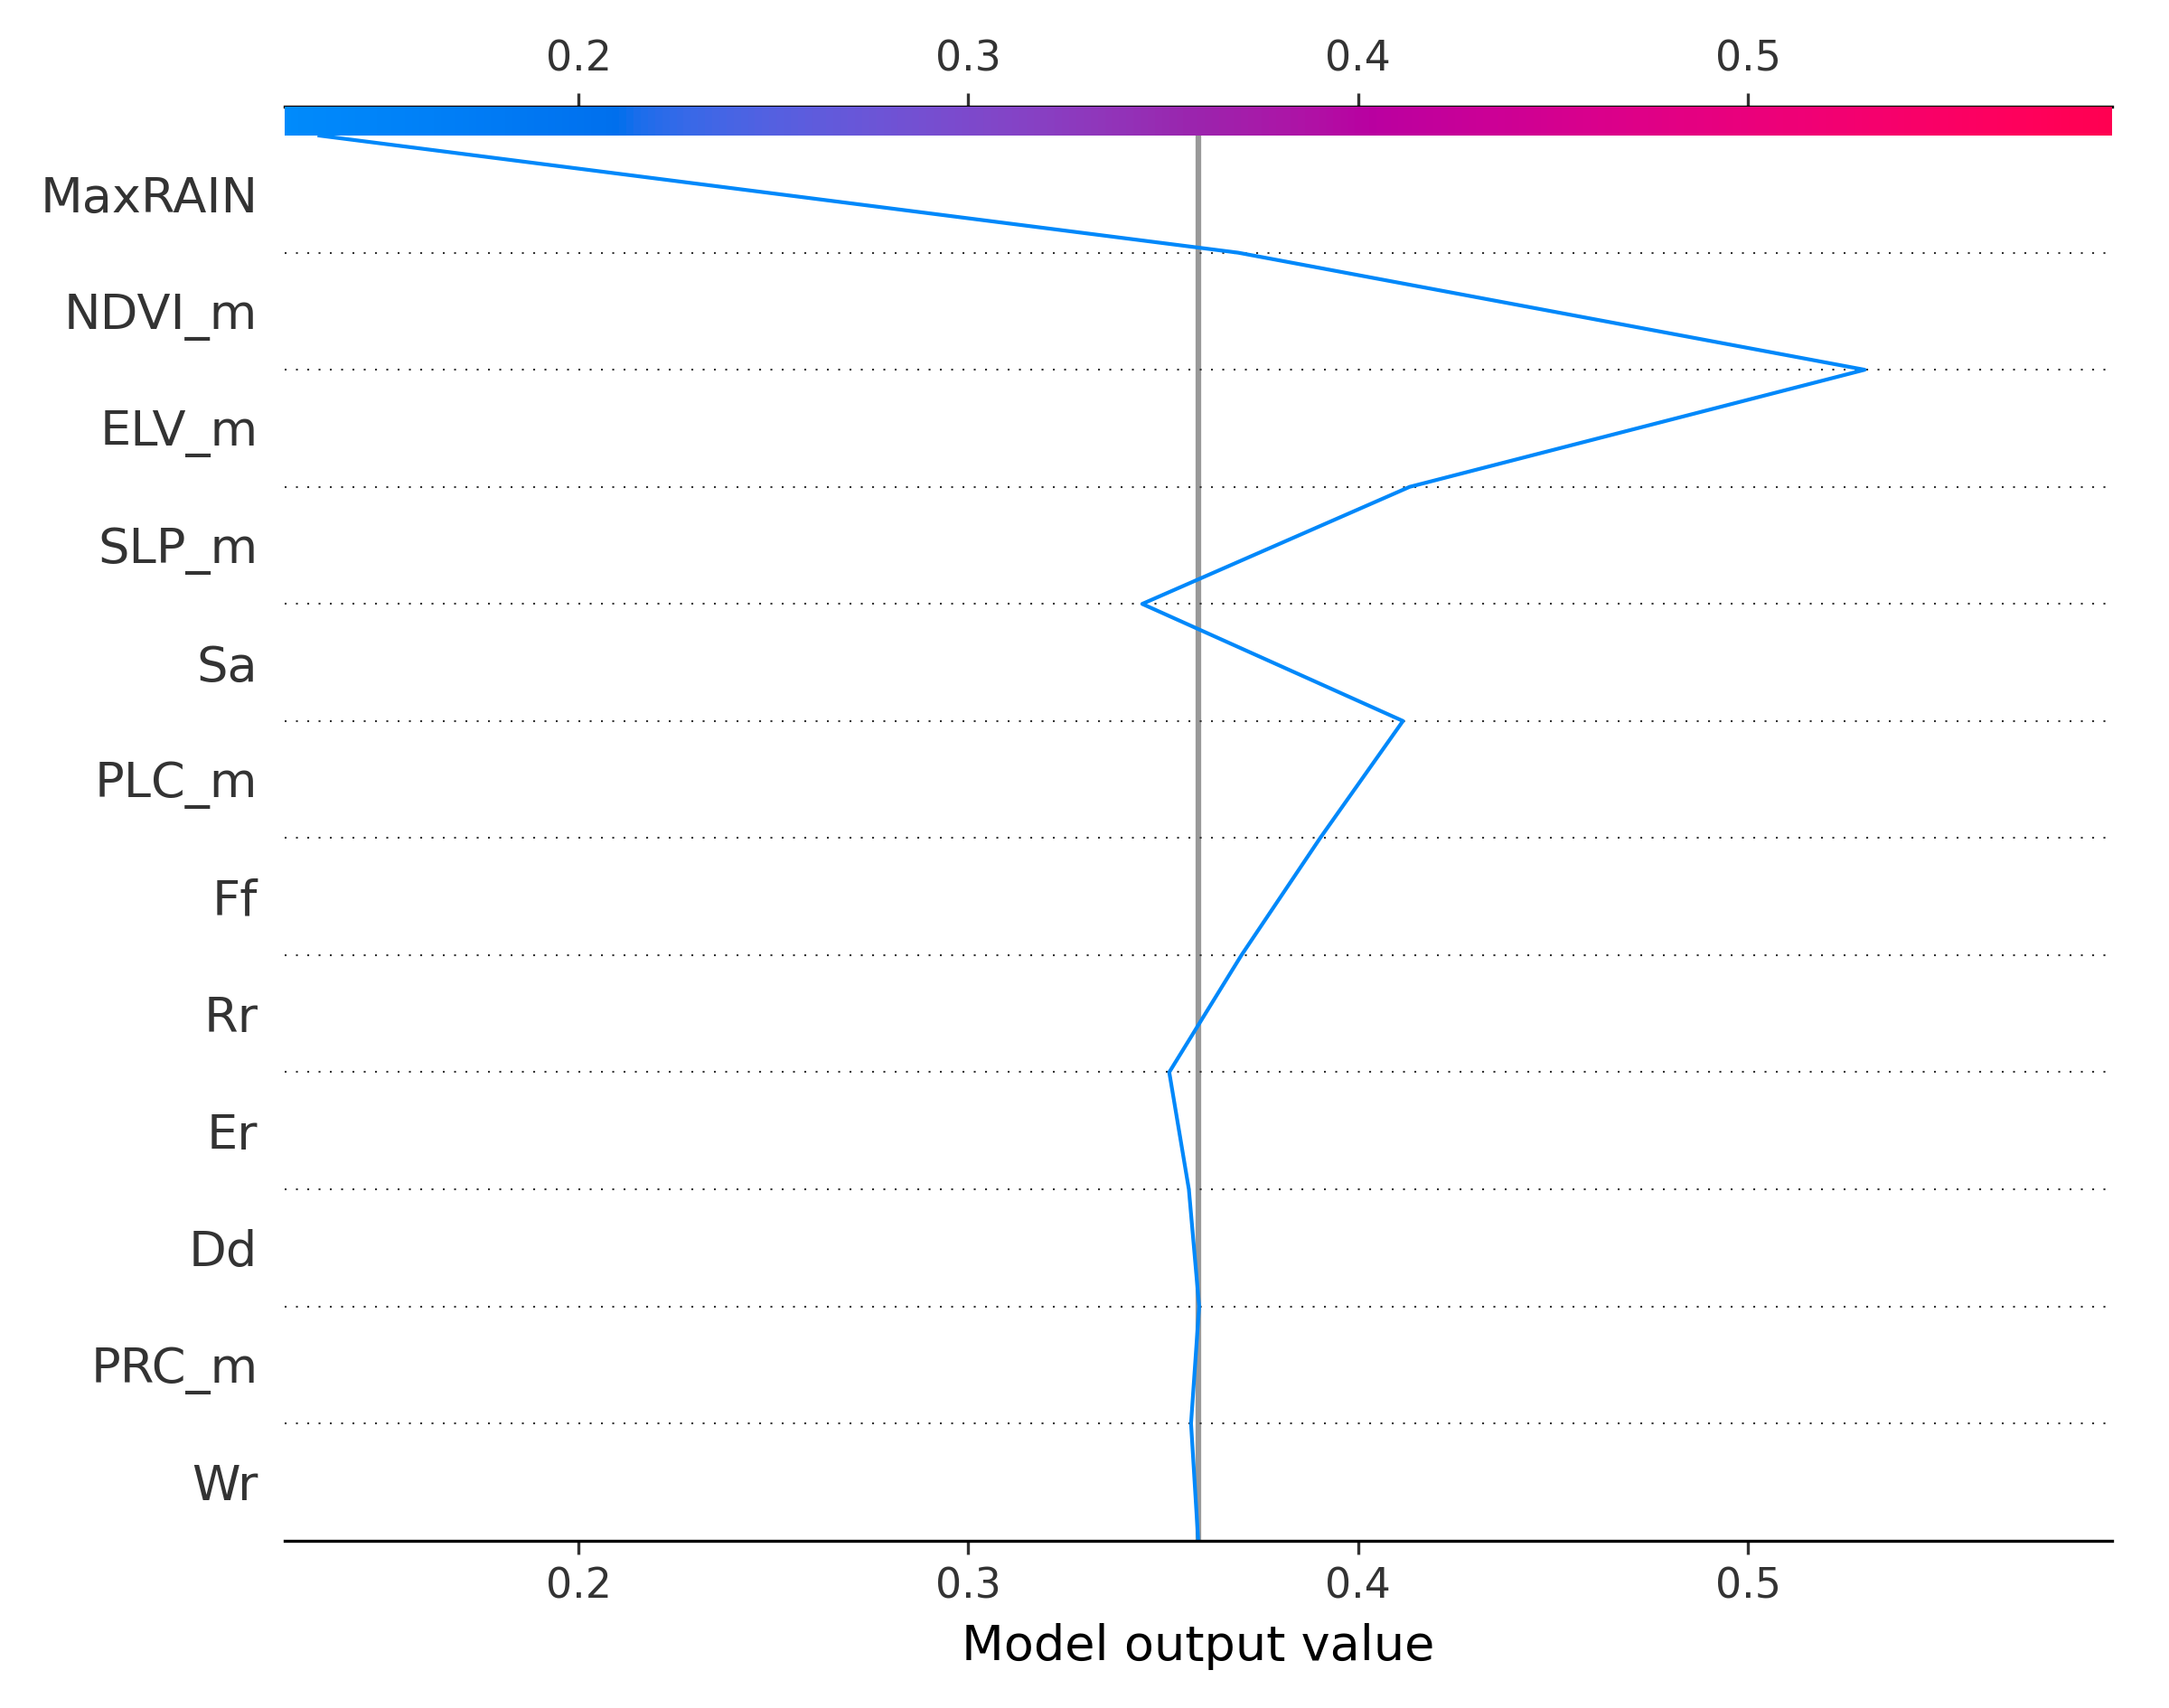 0.2 0.3 0.4 0.5
MaxRAIN
NDVI_m
ELV_m
SLP_m
Sa
PLC_m
Ff
Rr
Er
Dd
PRC_m
Wr
0.2 0.3 0.4 0.5
Model output value